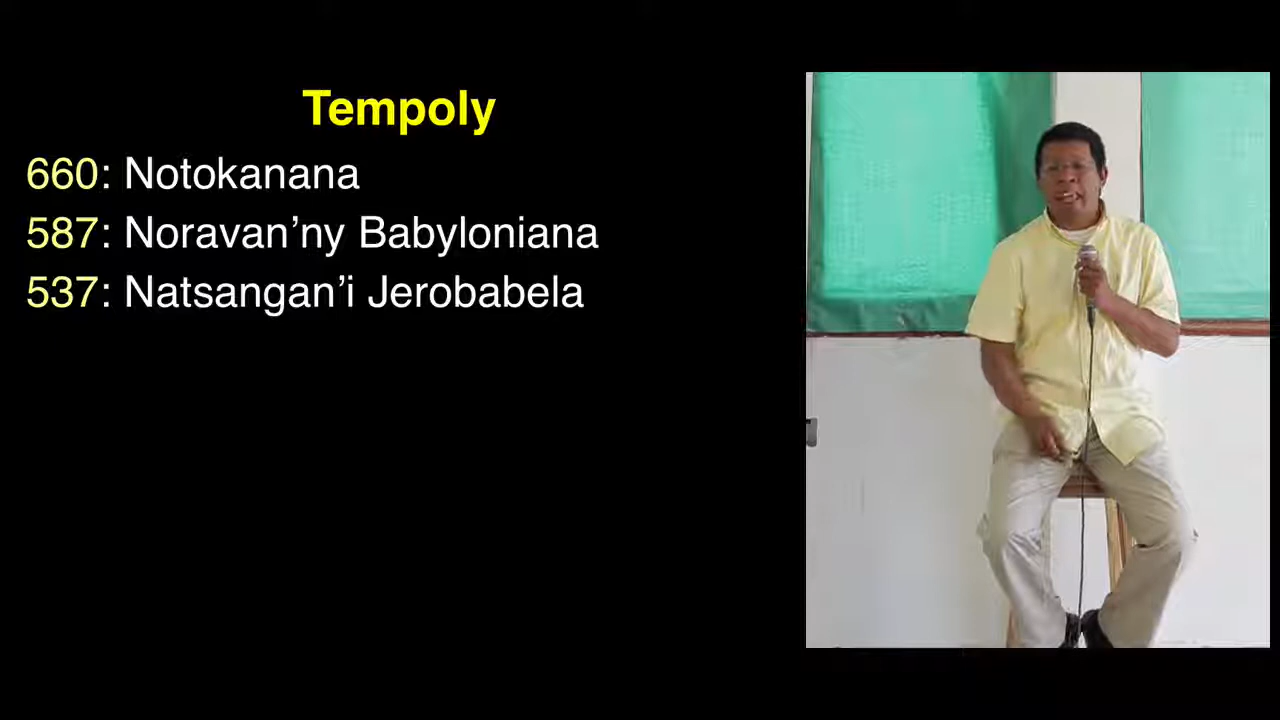 Tempoly
660: Notokanana
587: Noravan’ny Babyloniana
537: Natsangan’i Jerobabela